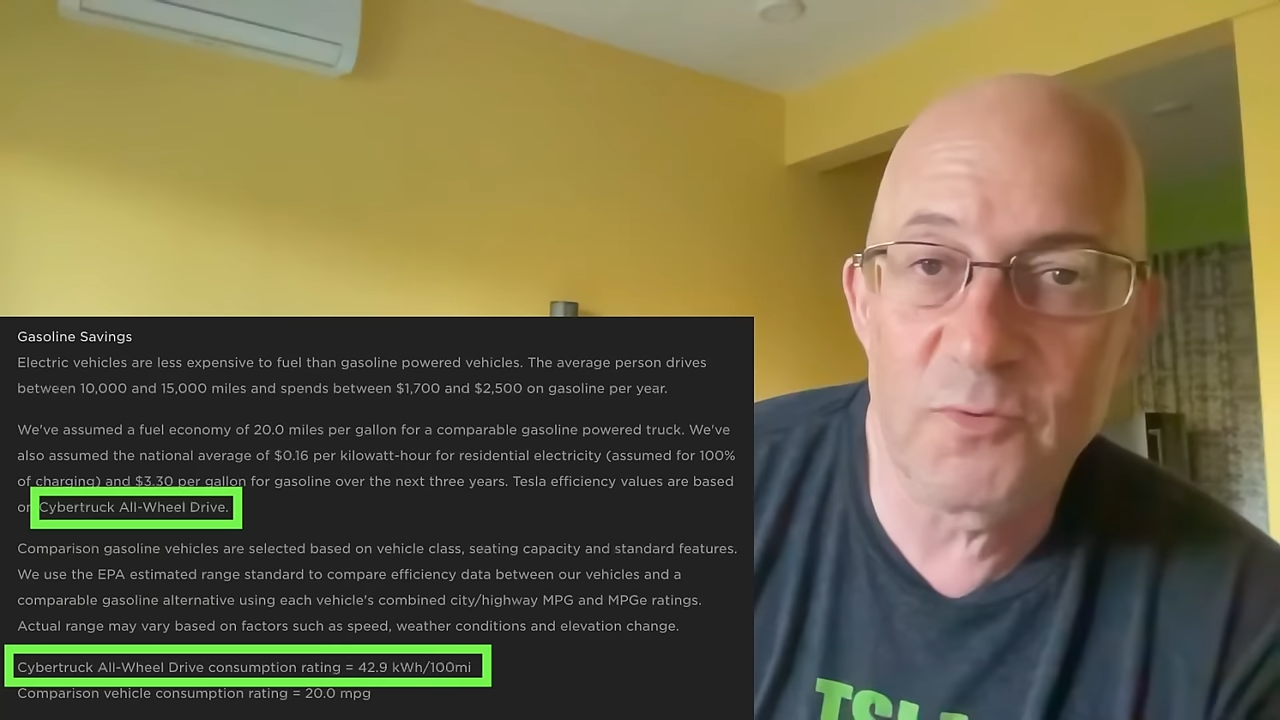 Gasoline Savings
Electric vehicles are less expensive to fuel than gasoline powered vehicles. The average person drives
between 10,000 and 15,000 miles and spends between $1,700 and $2,500 on gasoline per year.
We've assumed a fuel economy of 20.0 miles per gallon for a comparable gasoline powered truck. We've
also assumed the national average of $0.16 per kilowatt-hour for residential electricity (assumed for 100%
of charging) and $3.30 per gallon for gasoline over the next three years. Tesla efficiency values are based
on Cybertruck All-Wheel Drive.
Comparison gasoline vehicles are selected based on vehicle class, seating capacity and standard features.
We use the EPA estimated range standard to compare efficiency data between our vehicles and a
comparable gasoline alternative using each vehicle's combined city/highway MPG and MPGe ratings.
Actual range may vary based on factors such as speed, weather conditions and elevation change.
Cybertruck All-Wheel Drive consumption rating = 42.9 kWh/100mi
Comparison vehicle consumption rating = 20.0 mpg